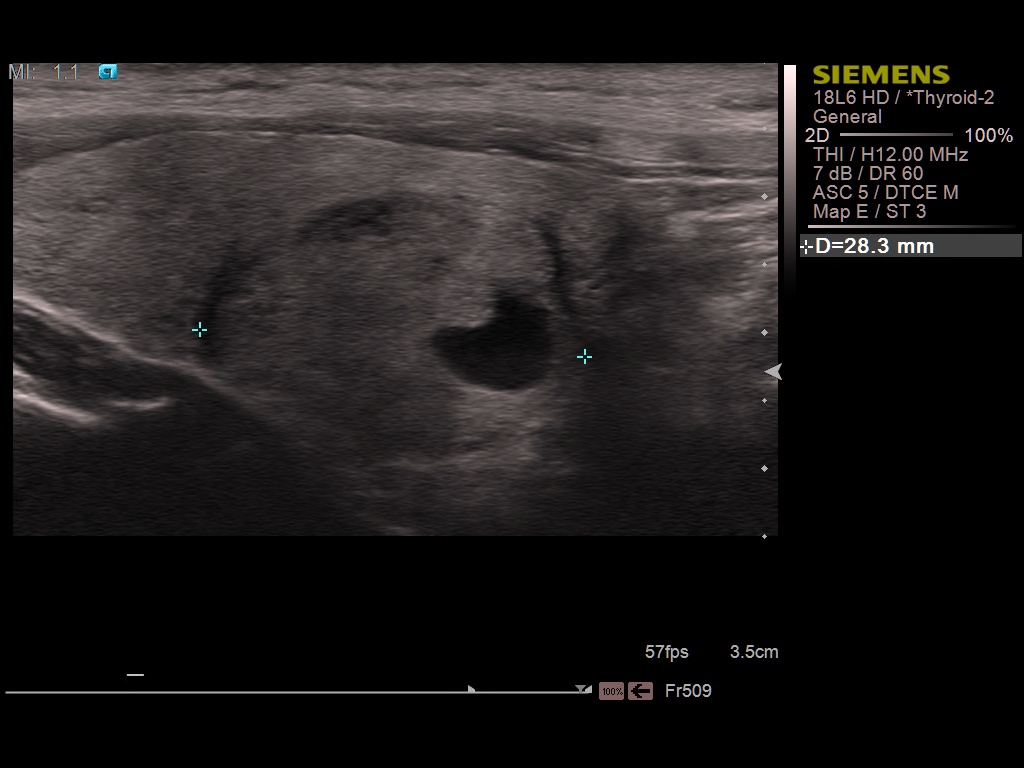 MI: 1.1
SIEMENS
18L6 HD / *Thyroid-2
General
2D 100%
THI / H12.00 MHz
7 dB / DR 60
ASC 5 / DTCE M
Map E / ST 3
D=28.3 mm
57fps 3.5cm
100% Fr509